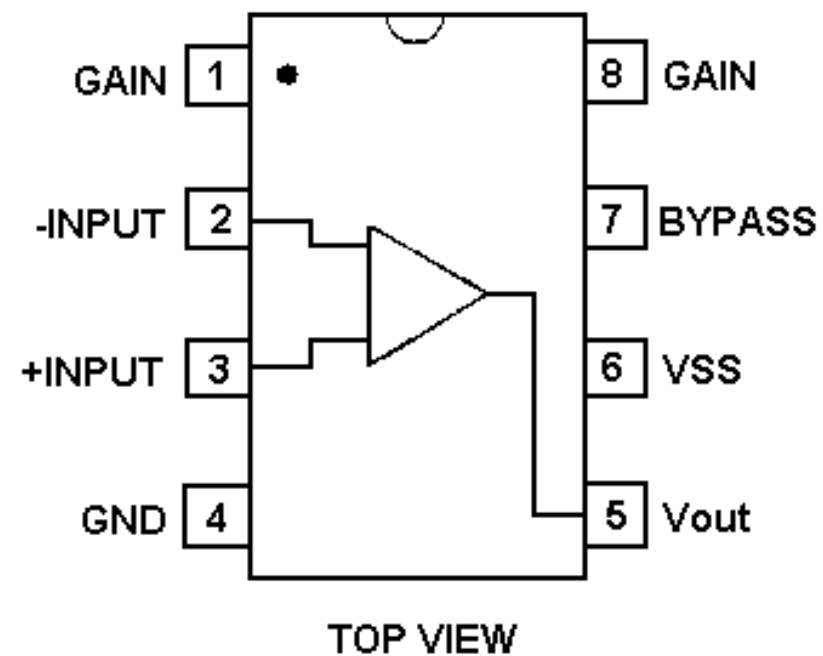 GAIN 1 8 GAIN
-INPUT 2 7 BYPASS
+INPUT 3 6 VSS
GND 4 5 Vout
TOP VIEW